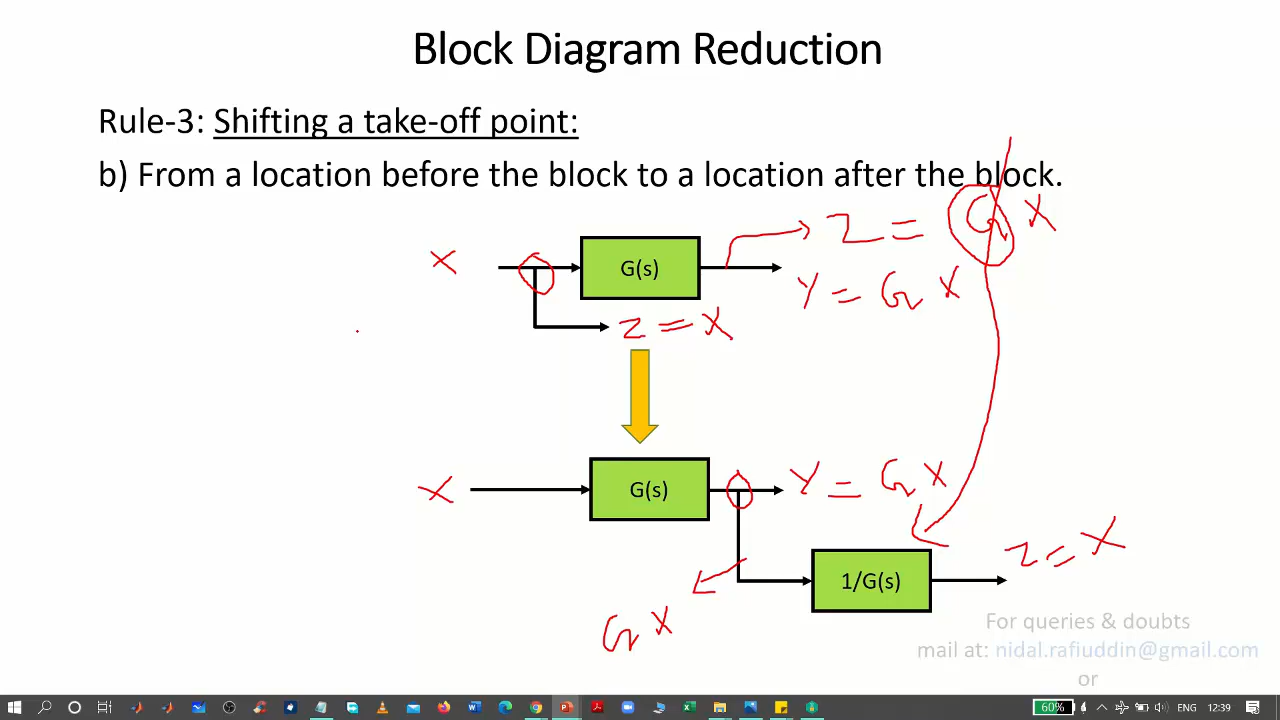 Block Diagram Reduction
Rule-3: Shifting a take-off point:
b) From a location before the block to a location after the block.
Z = G X
X
G(s)
Y = G X
Z = X
X
G(s)
Y = G X
Z = X
1/G(s)
G X
For queries & doubts
mail at: nidal.rafiuddin@gmail.com
or
60%
ENG
12:39